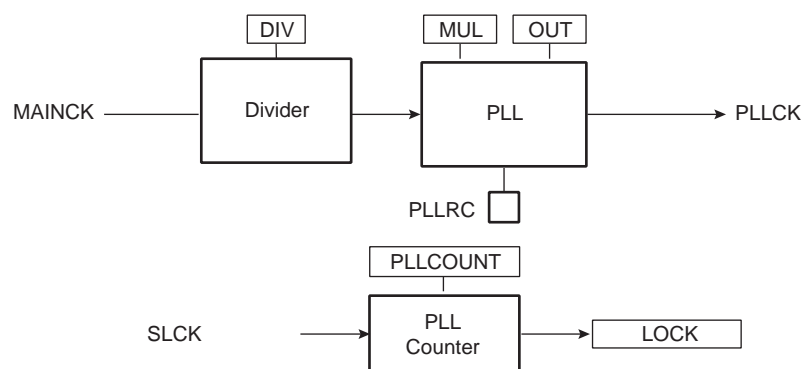 DIV
MUL
OUT
MAINCK
Divider
PLL
PLLCK
PLLRC
PLLCOUNT
SLCK
PLL
Counter
LOCK